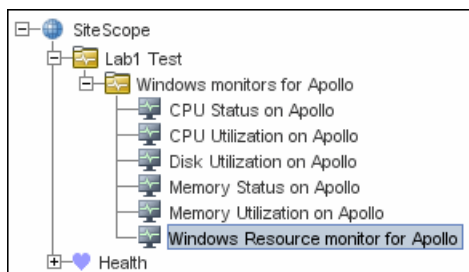 SiteScope
Lab1 Test
Windows monitors for Apollo
CPU Status on Apollo
CPU Utilization on Apollo
Disk Utilization on Apollo
Memory Status on Apollo
Memory Utilization on Apollo
Windows Resource monitor for Apollo
Health